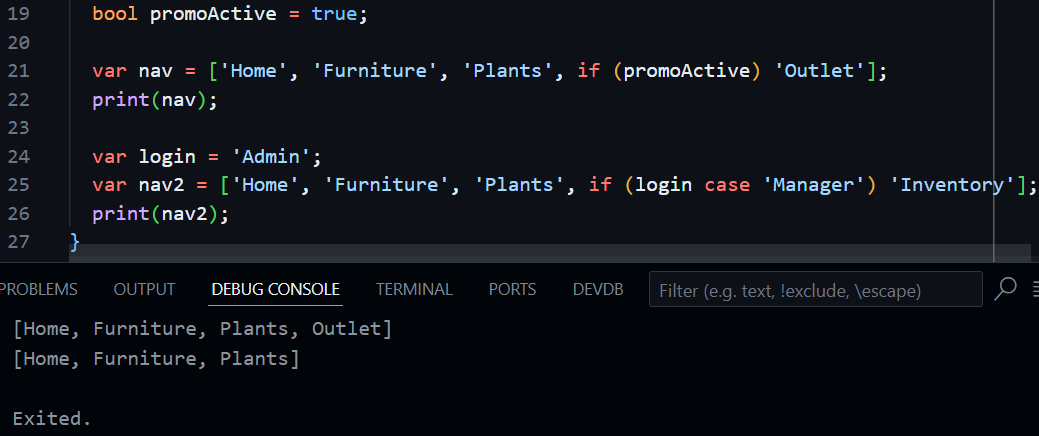 19 bool promoActive = true;
20
21 var nav = ['Home', 'Furniture', 'Plants', if (promoActive) 'Outlet'];
22 print(nav);
23
24 var login = 'Admin';
25 var nav2 = ['Home', 'Furniture', 'Plants', if (login case 'Manager') 'Inventory'];
26 print(nav2);
27 }
PROBLEMS OUTPUT DEBUG CONSOLE TERMINAL PORTS DEVDB Filter (e.g. text, !exclude, \escape)
[Home, Furniture, Plants, Outlet]
[Home, Furniture, Plants]
Exited.